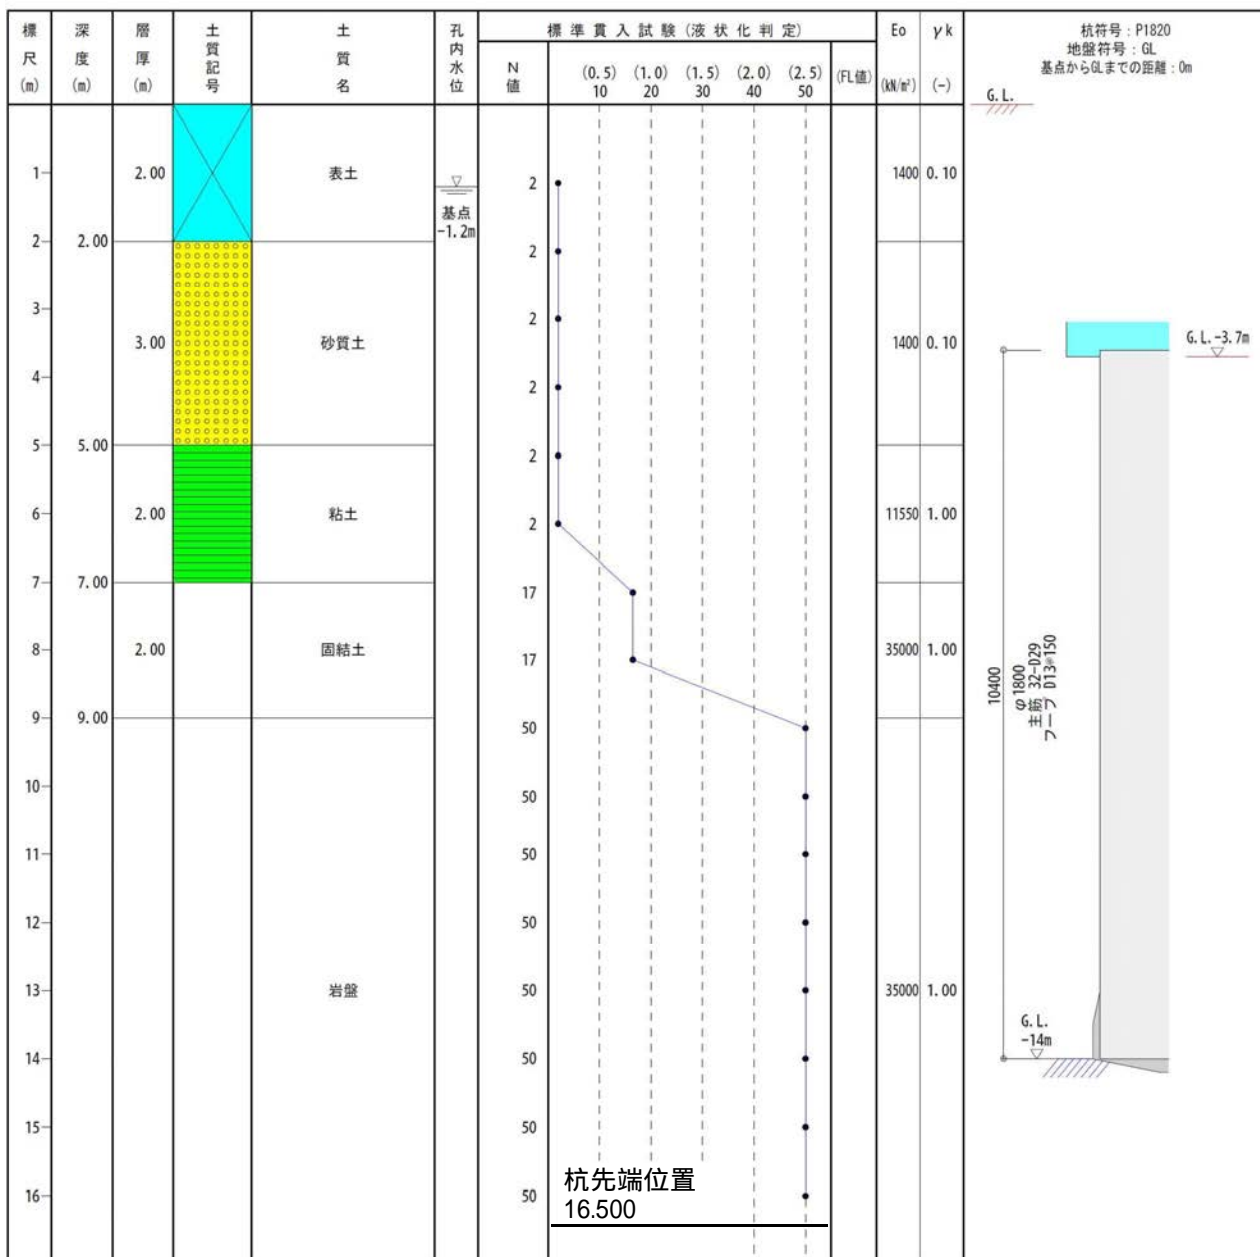 標尺(m)
深度(m)
層厚(m)
土質記号
土質名
孔内水位
標準貫入試験(液状化判定)
N値
(0.5) (1.0) (1.5) (2.0) (2.5)
10 20 30 40 50
(FL値)
Eo
(kN/m²)
γk
(-)
杭符号：P1820
地盤符号：GL
基点からGLまでの距離：0m
G.L.
1
2.00
表土
基点
-1.2m
2
1400 0.10
2
2.00
2
3
3.00
砂質土
2
1400 0.10
G.L.-3.7m
4
2
5
5.00
2
6
2.00
粘土
2
11550 1.00
7
7.00
17
8
2.00
固結土
17
35000 1.00
10400
φ1800
主筋 32-D29
フープ D13@150
9
9.00
50
10
50
11
50
12
50
13
岩盤
50
35000 1.00
G.L.
-14m
14
50
15
50
16
50
杭先端位置
16.500